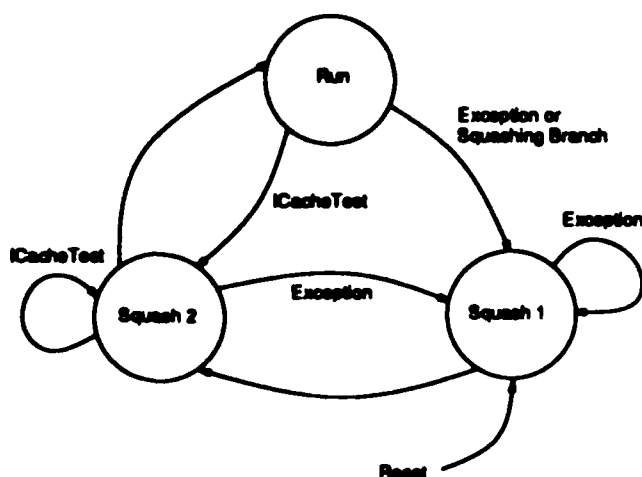 Run
Exception or
Squashing Branch
ICacheTest
Exception
ICacheTest
Squash 2
Exception
Squash 1
Reset